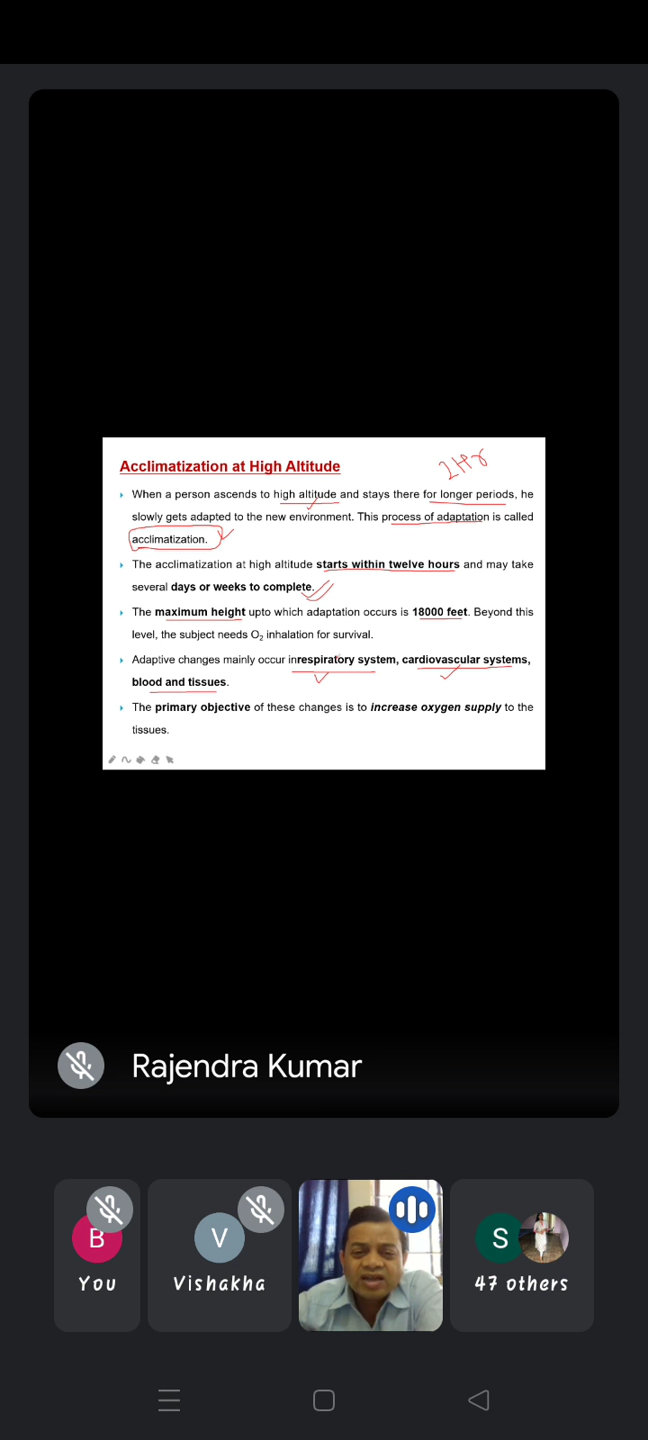 Acclimatization at High Altitude
2Hr
When a person ascends to high altitude and stays there for longer periods, he
slowly gets adapted to the new environment. This process of adaptation is called
acclimatization.
The acclimatization at high altitude starts within twelve hours and may take
several days or weeks to complete.
The maximum height upto which adaptation occurs is 18000 feet. Beyond this
level, the subject needs O2 inhalation for survival.
Adaptive changes mainly occur inrespiratory system, cardiovascular systems,
blood and tissues.
The primary objective of these changes is to increase oxygen supply to the
tissues.
Rajendra Kumar
B
V
S
You
Vishakha
47 others